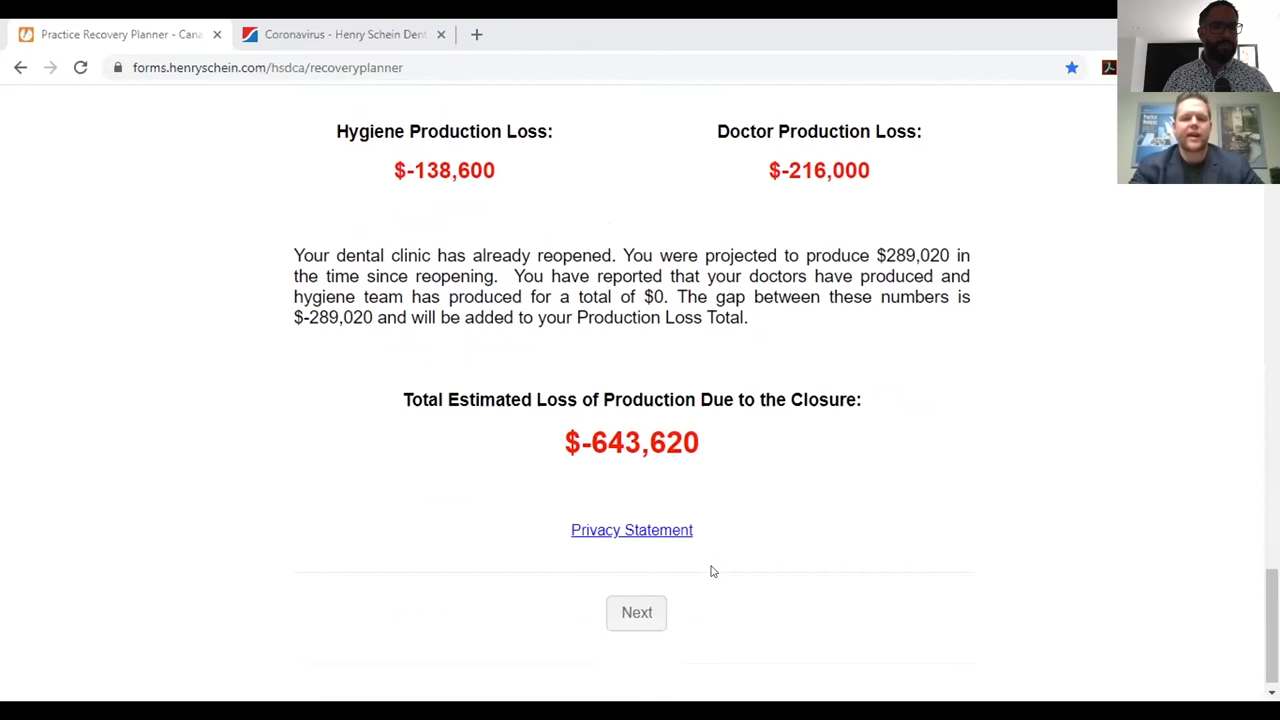 Practice Recovery Planner - Cana
Coronavirus - Henry Schein Dent
forms.henryschein.com/hsdca/recoveryplanner
Hygiene Production Loss:
Doctor Production Loss:
$-138,600
$-216,000
Your dental clinic has already reopened. You were projected to produce $289,020 in
the time since reopening. You have reported that your doctors have produced and
hygiene team has produced for a total of $0. The gap between these numbers is
$-289,020 and will be added to your Production Loss Total.
Total Estimated Loss of Production Due to the Closure:
$-643,620
Privacy Statement
Next